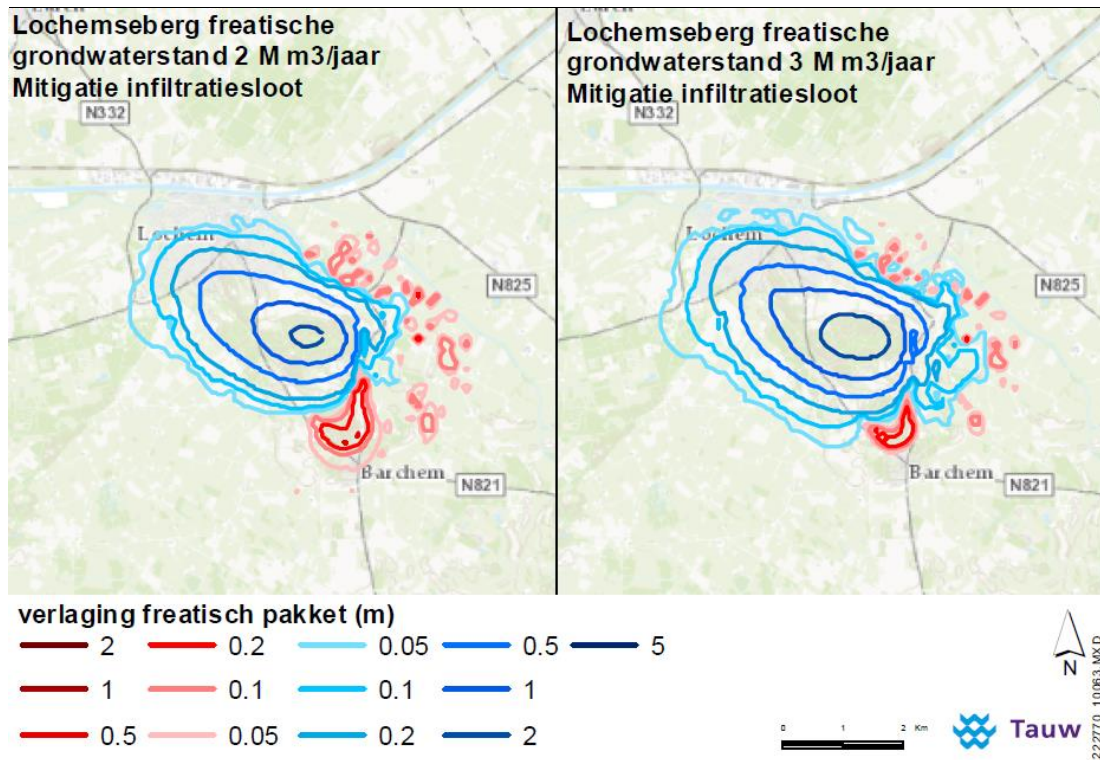 Lochemseberg freatische
grondwaterstand 2 M m3/jaar
Mitigatie infiltratiesloot
N332
Lochem
N825
Barchem
N821
Lochemseberg freatische
grondwaterstand 3 M m3/jaar
Mitigatie infiltratiesloot
N332
Lochem
N825
Barchem
N821
verlaging freatisch pakket (m)
2 0.2 0.05 0.5 5
1 0.1 0.1 1
0.5 0.05 0.2 2
N
0 1 2 Km
Tauw
222770_10063.MXD